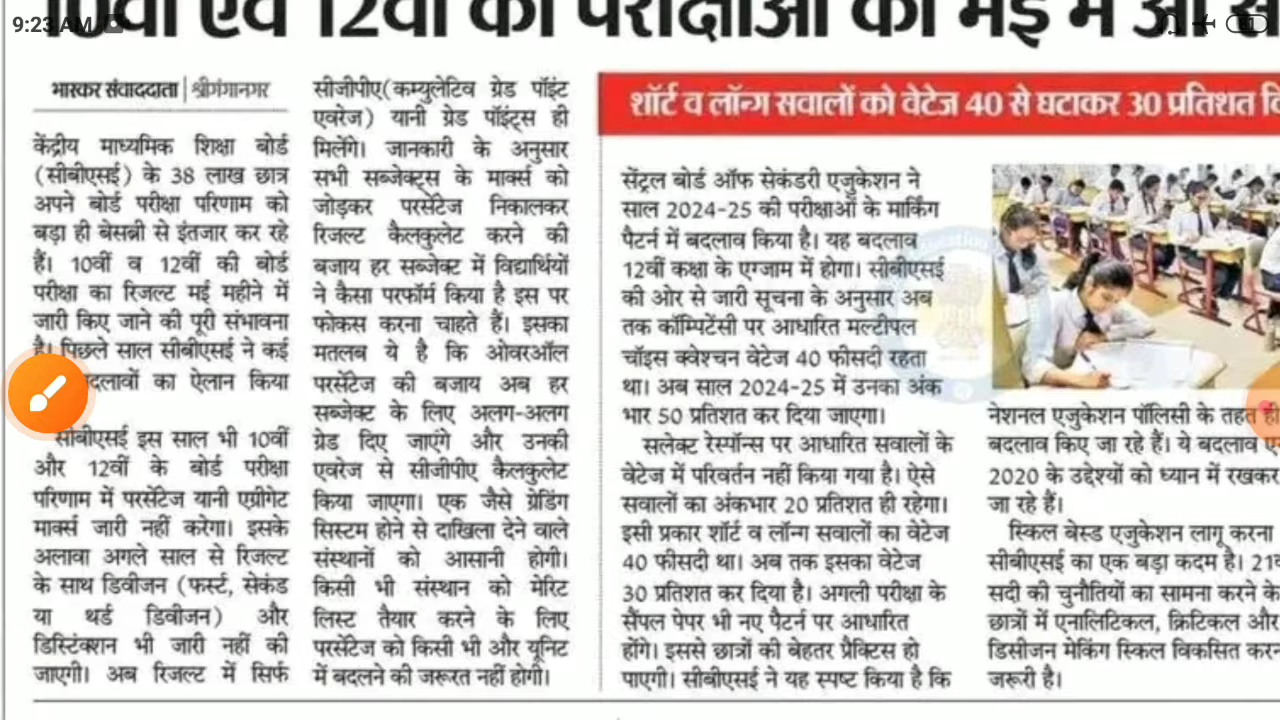 10वीं एवं 12वीं की परीक्षाओं का मई में आ स
9:23 AM
भास्कर संवाददाता | श्रीगंगानगर
केंद्रीय माध्यमिक शिक्षा बोर्ड
(सीबीएसई) के 38 लाख छात्र
अपने बोर्ड परीक्षा परिणाम को
बड़ा ही बेसब्री से इंतजार कर रहे
हैं। 10वीं व 12वीं की बोर्ड
परीक्षा का रिजल्ट मई महीने में
जारी किए जाने की पूरी संभावना
है। पिछले साल सीबीएसई ने कई
दलावों का ऐलान किया
सीबीएसई इस साल भी 10वीं
और 12वीं के बोर्ड परीक्षा
परिणाम में परसेंटेज यानी एग्रीगेट
मार्क्स जारी नहीं करेगा। इसके
अलावा अगले साल से रिजल्ट
के साथ डिवीजन (फर्स्ट, सेकंड
या थर्ड डिवीजन) और
डिस्टिंक्शन भी जारी नहीं की
जाएगी। अब रिजल्ट में सिर्फ
सीजीपीए(कम्युलेटिव ग्रेड पॉइंट
एवरेज) यानी ग्रेड पॉइंट्स ही
मिलेंगे। जानकारी के अनुसार
सभी सब्जेक्ट्स के मार्क्स को
जोड़कर परसेंटेज निकालकर
रिजल्ट कैलकुलेट करने की
बजाय हर सब्जेक्ट में विद्यार्थियों
ने कैसा परफॉर्म किया है इस पर
फोकस करना चाहते हैं। इसका
मतलब ये है कि ओवरऑल
परसेंटेज की बजाय अब हर
सब्जेक्ट के लिए अलग-अलग
ग्रेड दिए जाएंगे और उनकी
एवरेज से सीजीपीए कैलकुलेट
किया जाएगा। एक जैसे ग्रेडिंग
सिस्टम होने से दाखिला देने वाले
संस्थानों को आसानी होगी।
किसी भी संस्थान को मेरिट
लिस्ट तैयार करने के लिए
परसेंटेज को किसी भी और यूनिट
में बदलने की जरूरत नहीं होगी।
शॉर्ट व लॉन्ग सवालों को वेटेज 40 से घटाकर 30 प्रतिशत कि
सेंट्रल बोर्ड ऑफ सेकंडरी एजुकेशन ने
साल 2024-25 की परीक्षाओं के मार्किंग
पैटर्न में बदलाव किया है। यह बदलाव
12वीं कक्षा के एग्जाम में होगा। सीबीएसई
की ओर से जारी सूचना के अनुसार अब
तक कॉम्पिटेंसी पर आधारित मल्टीपल
चॉइस क्वेश्चन वेटेज 40 फीसदी रहता
था। अब साल 2024-25 में उनका अंक
भार 50 प्रतिशत कर दिया जाएगा।
सलेक्ट रेस्पॉन्स पर आधारित सवालों के
वेटेज में परिवर्तन नहीं किया गया है। ऐसे
सवालों का अंकभार 20 प्रतिशत ही रहेगा।
इसी प्रकार शॉर्ट व लॉन्ग सवालों का वेटेज
40 फीसदी था। अब तक इसका वेटेज
30 प्रतिशत कर दिया है। अगली परीक्षा के
सैंपल पेपर भी नए पैटर्न पर आधारित
होंगे। इससे छात्रों की बेहतर प्रैक्टिस हो
पाएगी। सीबीएसई ने यह स्पष्ट किया है कि
नेशनल एजुकेशन पॉलिसी के तहत ही
बदलाव किए जा रहे हैं। ये बदलाव ए
2020 के उद्देश्यों को ध्यान में रखकर
जा रहे हैं।
स्किल बेस्ड एजुकेशन लागू करना
सीबीएसई का एक बड़ा कदम है। 21व
सदी की चुनौतियों का सामना करने के
छात्रों में एनालिटिकल, क्रिटिकल और
डिसीजन मेकिंग स्किल विकसित करन
जरूरी है।